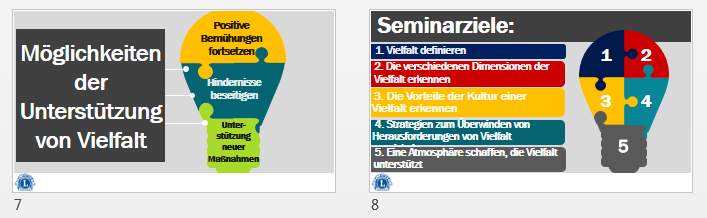 Möglichkeiten
der
Unterstützung
von Vielfalt
Positive
Bemühungen
fortsetzen
Hindernisse
beseitigen
Unter-
stützung
neuer
Maßnahmen
7
Seminarziele:
1. Vielfalt definieren
2. Die verschiedenen Dimensionen der
Vielfalt erkennen
3. Die Vorteile der Kultur einer
Vielfalt erkennen
4. Strategien zum Überwinden von
Herausforderungen von Vielfalt
5. Eine Atmosphäre schaffen, die Vielfalt
unterstützt
1
2
3
4
5
8